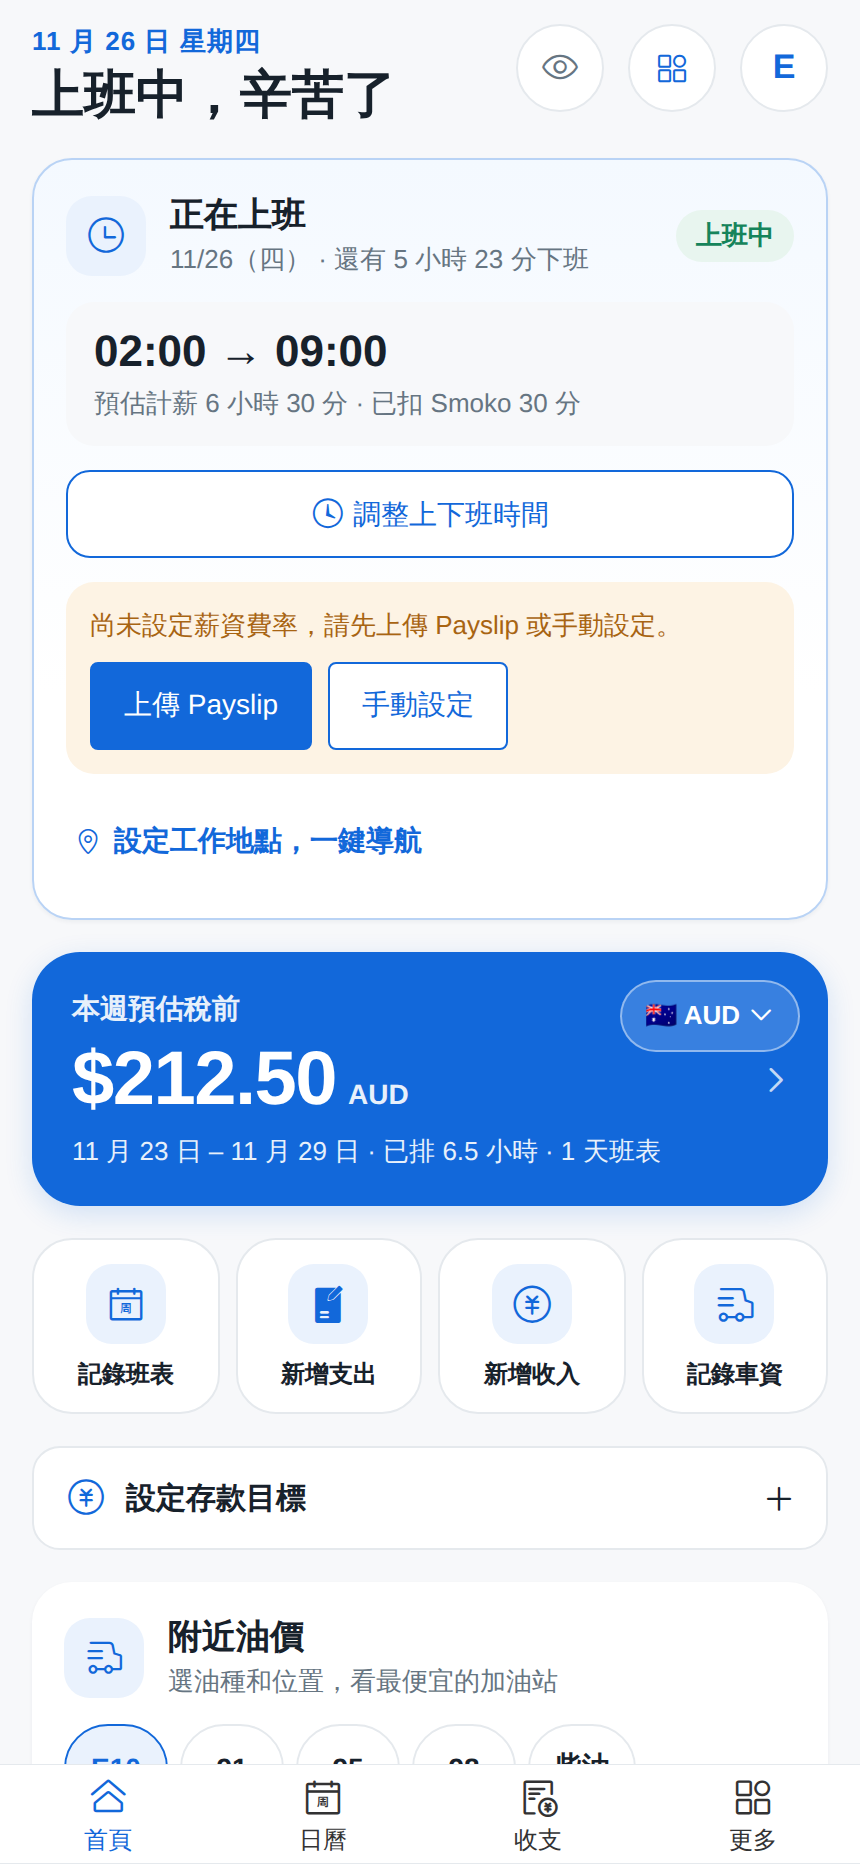 11 月 26 日 星期四
上班中，辛苦了
E
正在上班
11/26（四） · 還有 5 小時 23 分下班
上班中
02:00 → 09:00
預估計薪 6 小時 30 分 · 已扣 Smoko 30 分
調整上下班時間
尚未設定薪資費率，請先上傳 Payslip 或手動設定。
上傳 Payslip
手動設定
設定工作地點，一鍵導航
本週預估稅前
AUD
$212.50 AUD
11 月 23 日 – 11 月 29 日 · 已排 6.5 小時 · 1 天班表
周
記錄班表
新增支出
新增收入
記錄車資
設定存款目標
附近油價
選油種和位置，看最便宜的加油站
E10
91
95
98
柴油
首頁
周
日曆
收支
更多